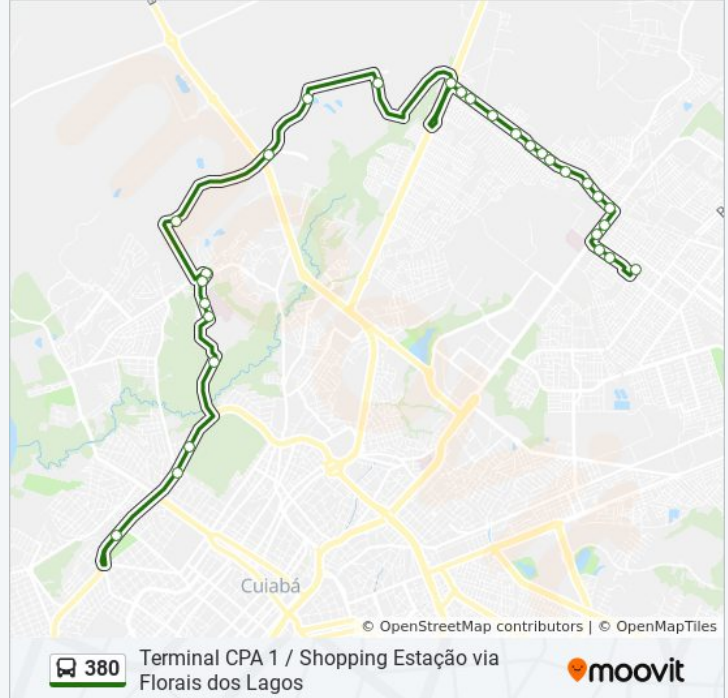 Cuiabá
© OpenStreetMap contributors | © OpenMapTiles
380
Terminal CPA 1 / Shopping Estação via
Florais dos Lagos
moovit